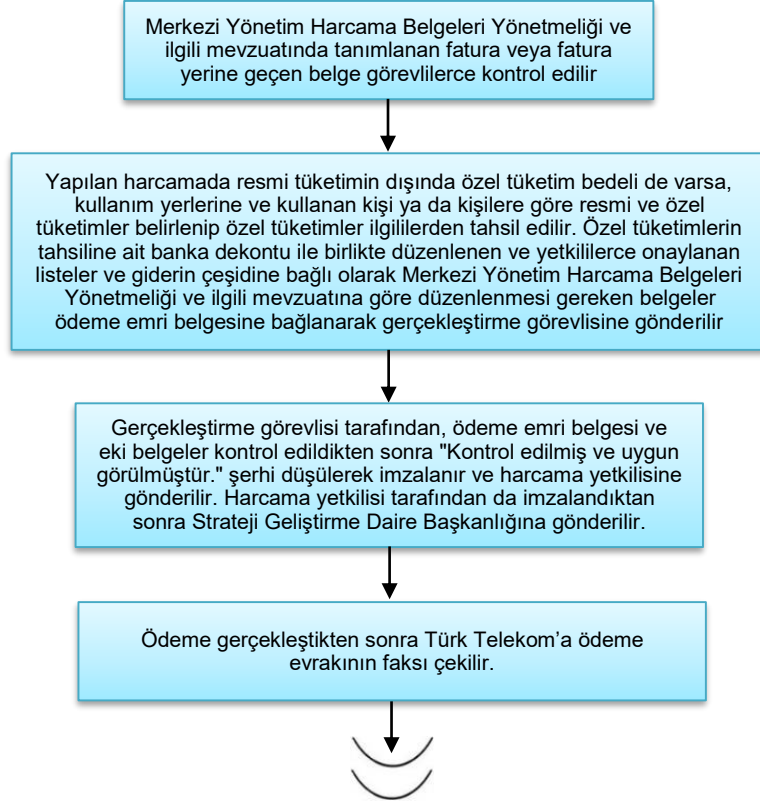 Merkezi Yönetim Harcama Belgeleri Yönetmeliği ve
ilgili mevzuatında tanımlanan fatura veya fatura
yerine geçen belge görevlilerce kontrol edilir
Yapılan harcamada resmi tüketimin dışında özel tüketim bedeli de varsa,
kullanım yerlerine ve kullanan kişi ya da kişilere göre resmi ve özel
tüketimler belirlenip özel tüketimler ilgililerden tahsil edilir. Özel tüketimlerin
tahsiline ait banka dekontu ile birlikte düzenlenen ve yetkililerce onaylanan
listeler ve giderin çeşidine bağlı olarak Merkezi Yönetim Harcama Belgeleri
Yönetmeliği ve ilgili mevzuatına göre düzenlenmesi gereken belgeler
ödeme emri belgesine bağlanarak gerçekleştirme görevlisine gönderilir
Gerçekleştirme görevlisi tarafından, ödeme emri belgesi ve
eki belgeler kontrol edildikten sonra "Kontrol edilmiş ve uygun
görülmüştür." şerhi düşülerek imzalanır ve harcama yetkilisine
gönderilir. Harcama yetkilisi tarafından da imzalandıktan
sonra Strateji Geliştirme Daire Başkanlığına gönderilir.
Ödeme gerçekleştikten sonra Türk Telekom’a ödeme
evrakının faksı çekilir.